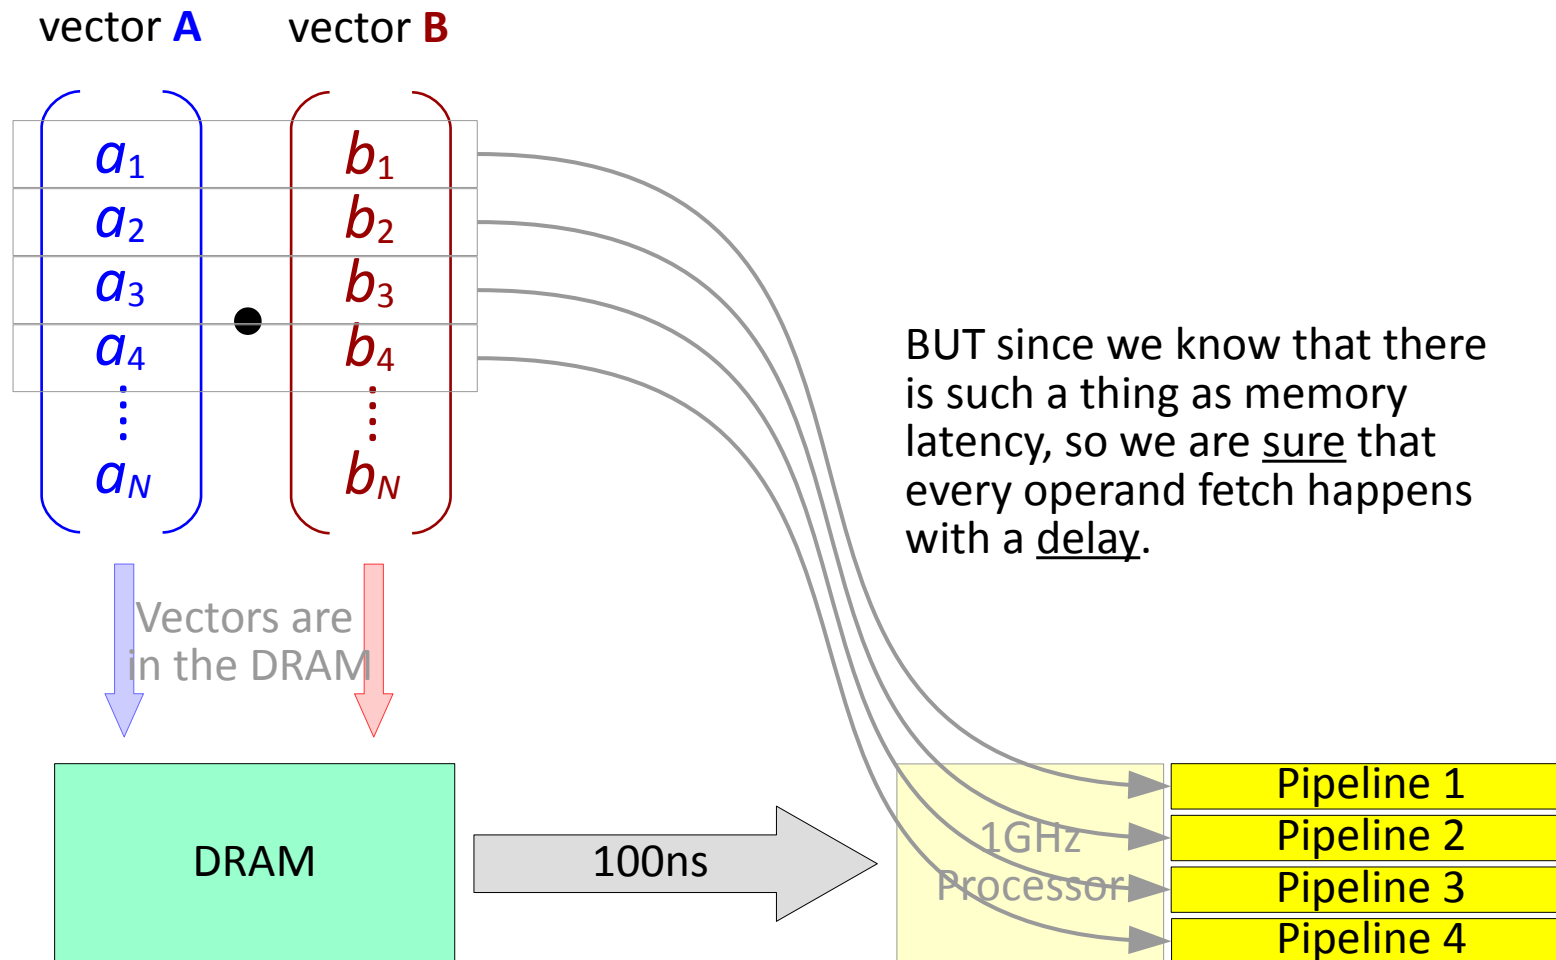 vector A vector B
a1 b1
a2 b2
a3 b3
a4 b4
aN bN
BUT since we know that there
is such a thing as memory
latency, so we are sure that
every operand fetch happens
with a delay.
Vectors are
in the DRAM
DRAM
100ns
1GHz
Processor
Pipeline 1
Pipeline 2
Pipeline 3
Pipeline 4